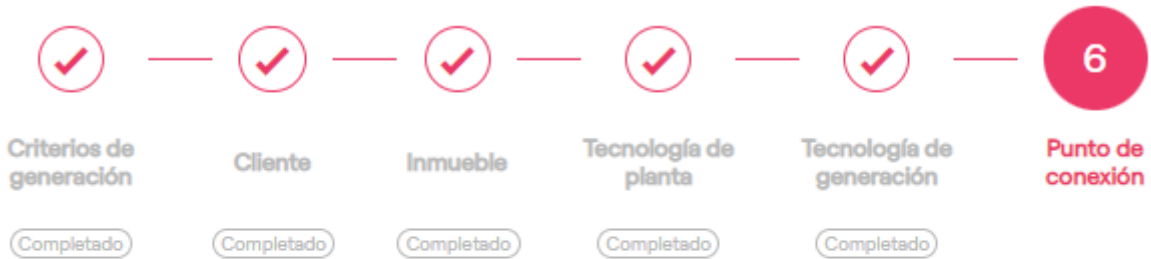 6
Criterios de
generación
Cliente
Inmueble
Tecnología de
planta
Tecnología de
generación
Punto de
conexión
Completado
Completado
Completado
Completado
Completado